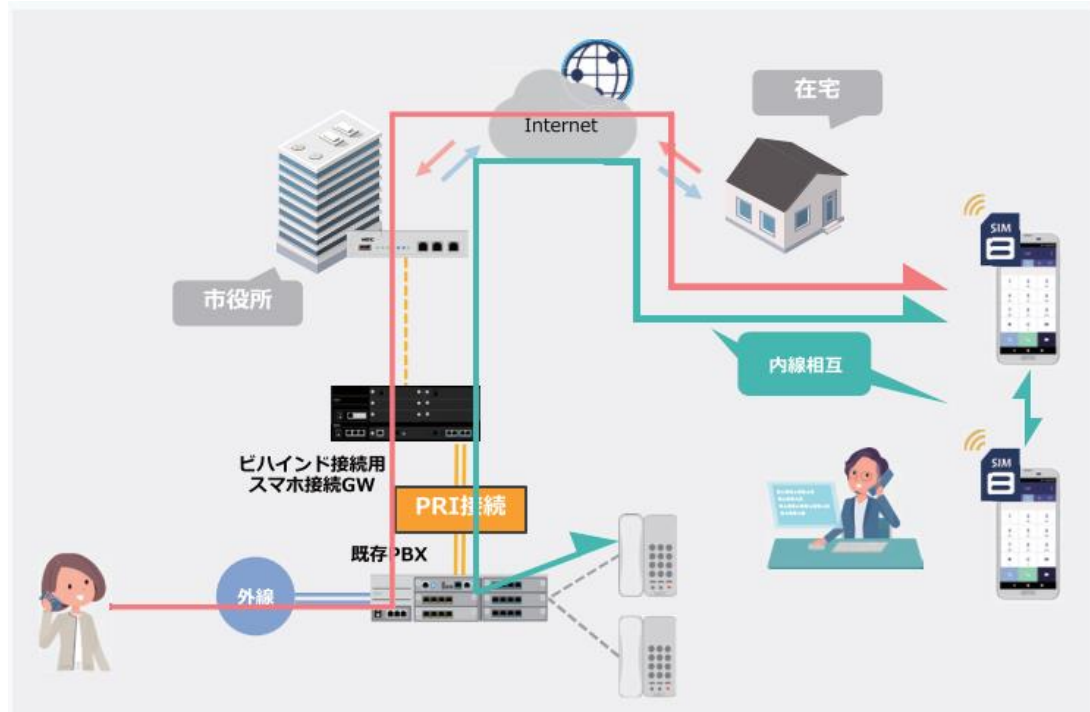 Internet
在宅
市役所
SIM
内線相互
ビハインド接続用
スマホ接続GW
PRI接続
既存PBX
外線
SIM